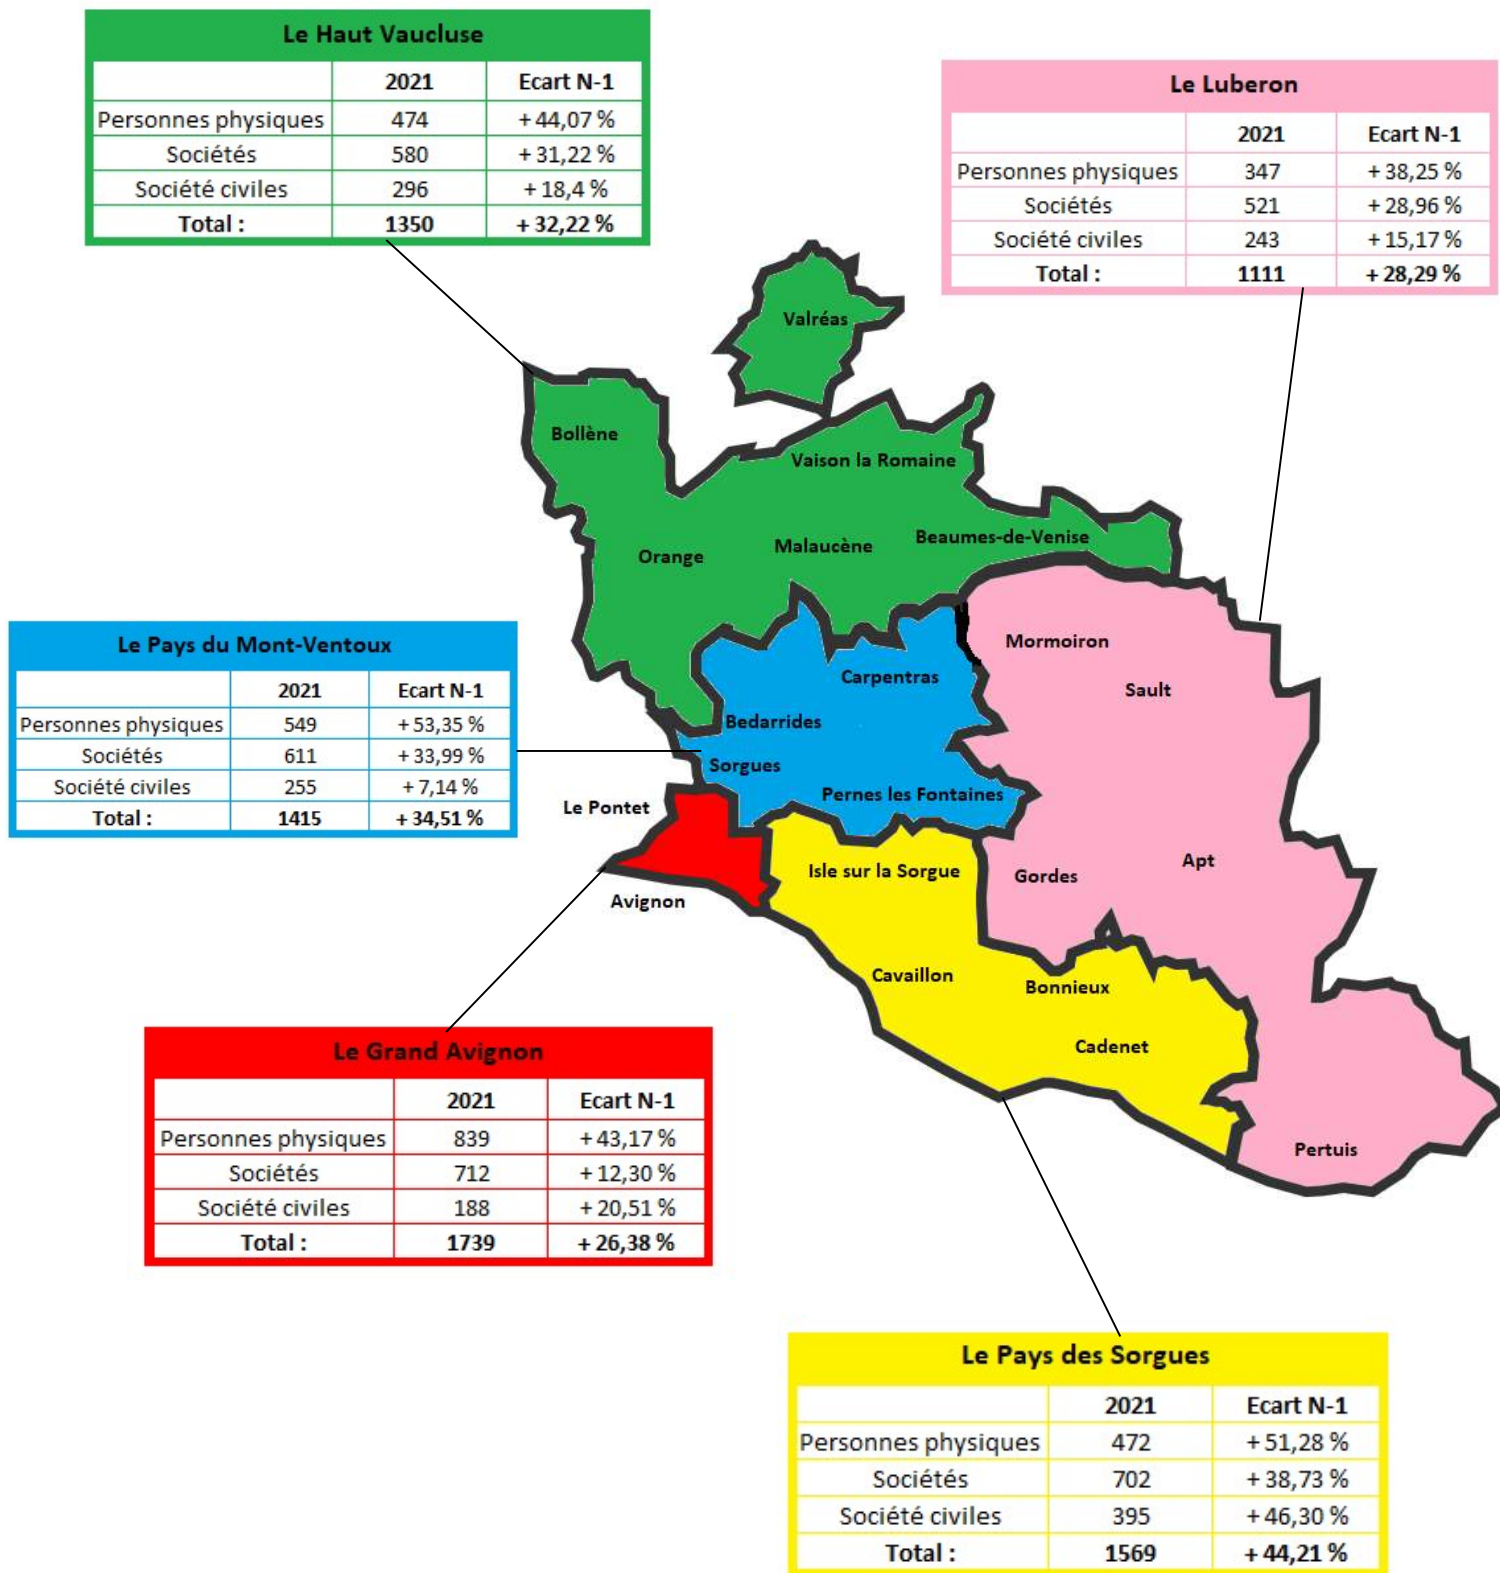 Le Haut Vaucluse
2021 Ecart N-1
Personnes physiques 474 + 44,07 %
Sociétés 580 + 31,22 %
Société civiles 296 + 18,4 %
Total : 1350 + 32,22 %
Le Luberon
2021 Ecart N-1
Personnes physiques 347 + 38,25 %
Sociétés 521 + 28,96 %
Société civiles 243 + 15,17 %
Total : 1111 + 28,29 %
Valréas
Bollène
Vaison la Romaine
Beaumes-de-Venise
Malaucène
Orange
Mormoiron
Carpentras
Sault
Bedarrides
Sorgues
Pernes les Fontaines
Le Pontet
Apt
Isle sur la Sorgue
Gordes
Avignon
Cavaillon
Bonnieux
Cadenet
Pertuis
Le Pays du Mont-Ventoux
2021 Ecart N-1
Personnes physiques 549 + 53,35 %
Sociétés 611 + 33,99 %
Société civiles 255 + 7,14 %
Total : 1415 + 34,51 %
Le Grand Avignon
2021 Ecart N-1
Personnes physiques 839 + 43,17 %
Sociétés 712 + 12,30 %
Société civiles 188 + 20,51 %
Total : 1739 + 26,38 %
Le Pays des Sorgues
2021 Ecart N-1
Personnes physiques 472 + 51,28 %
Sociétés 702 + 38,73 %
Société civiles 395 + 46,30 %
Total : 1569 + 44,21 %